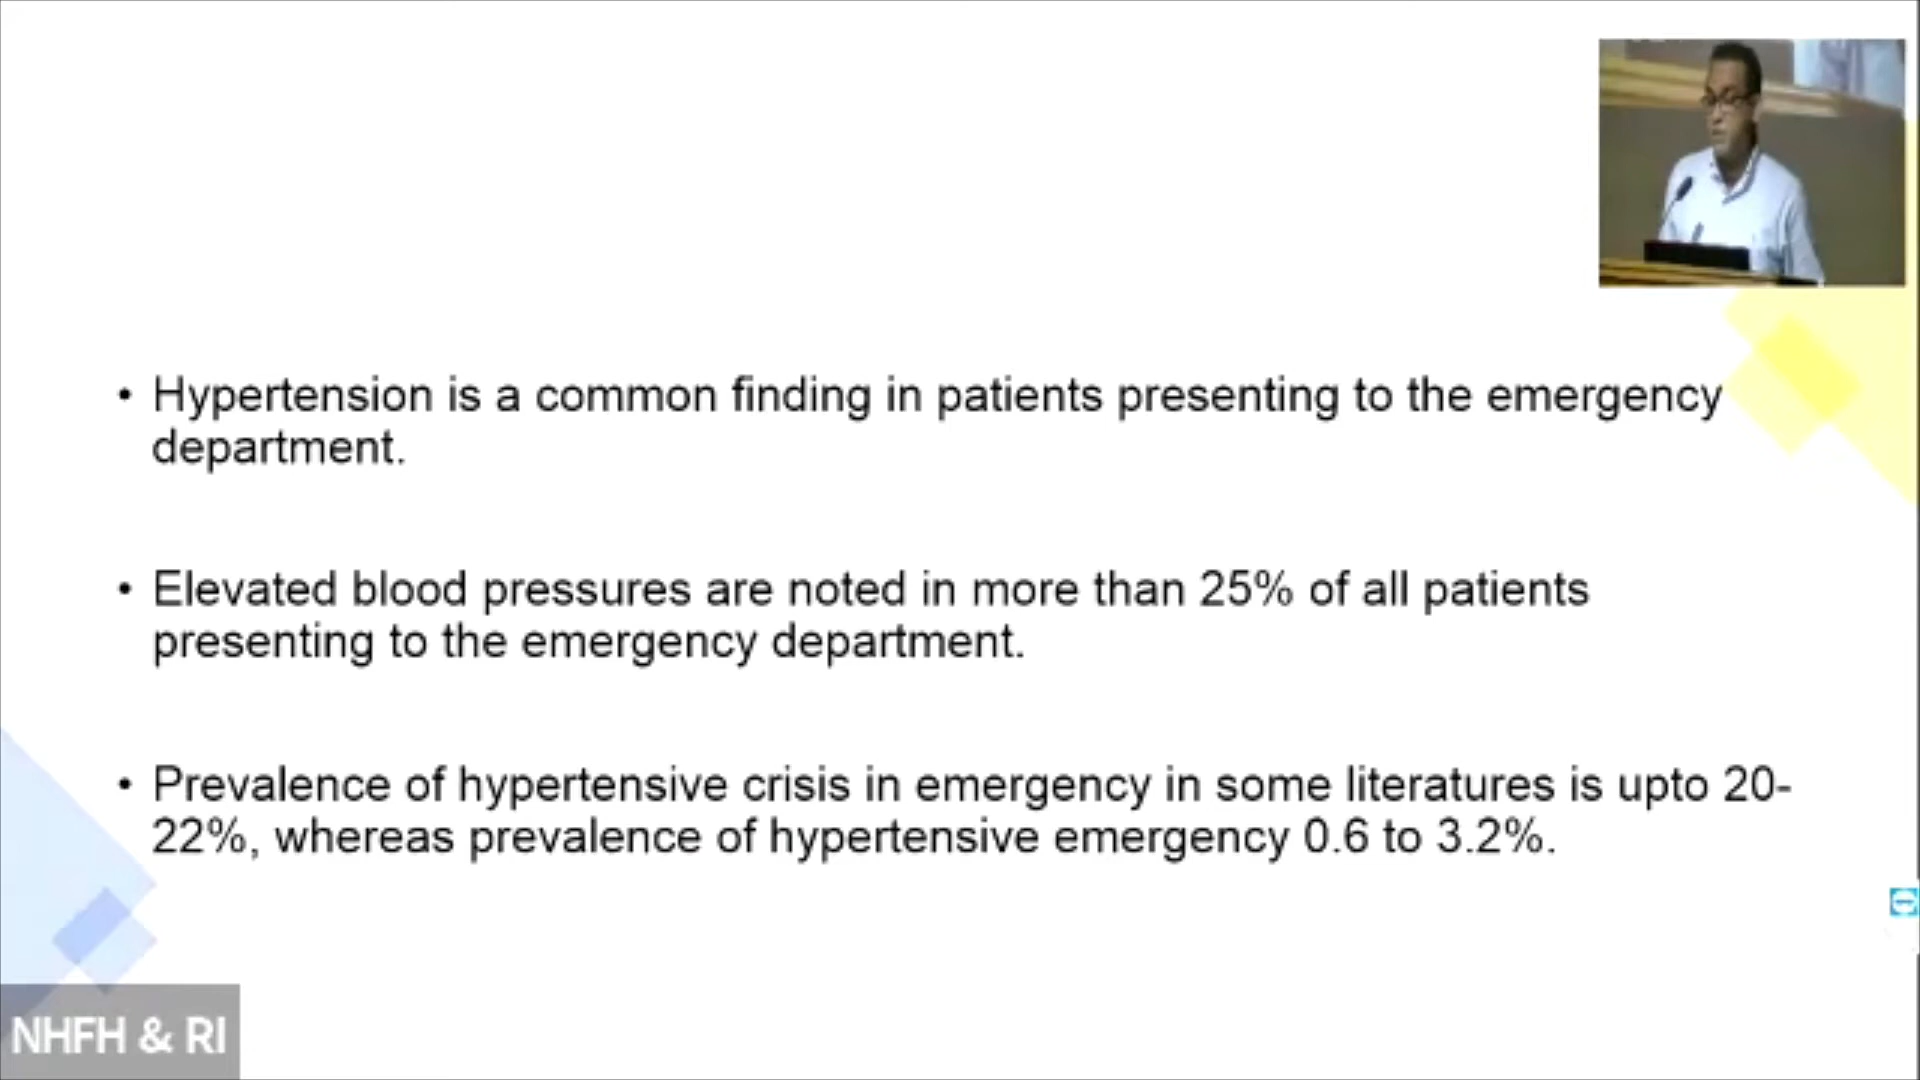 • Hypertension is a common finding in patients presenting to the emergency
department.
• Elevated blood pressures are noted in more than 25% of all patients
presenting to the emergency department.
• Prevalence of hypertensive crisis in emergency in some literatures is upto 20-
22%, whereas prevalence of hypertensive emergency 0.6 to 3.2%.
NHFH & RI